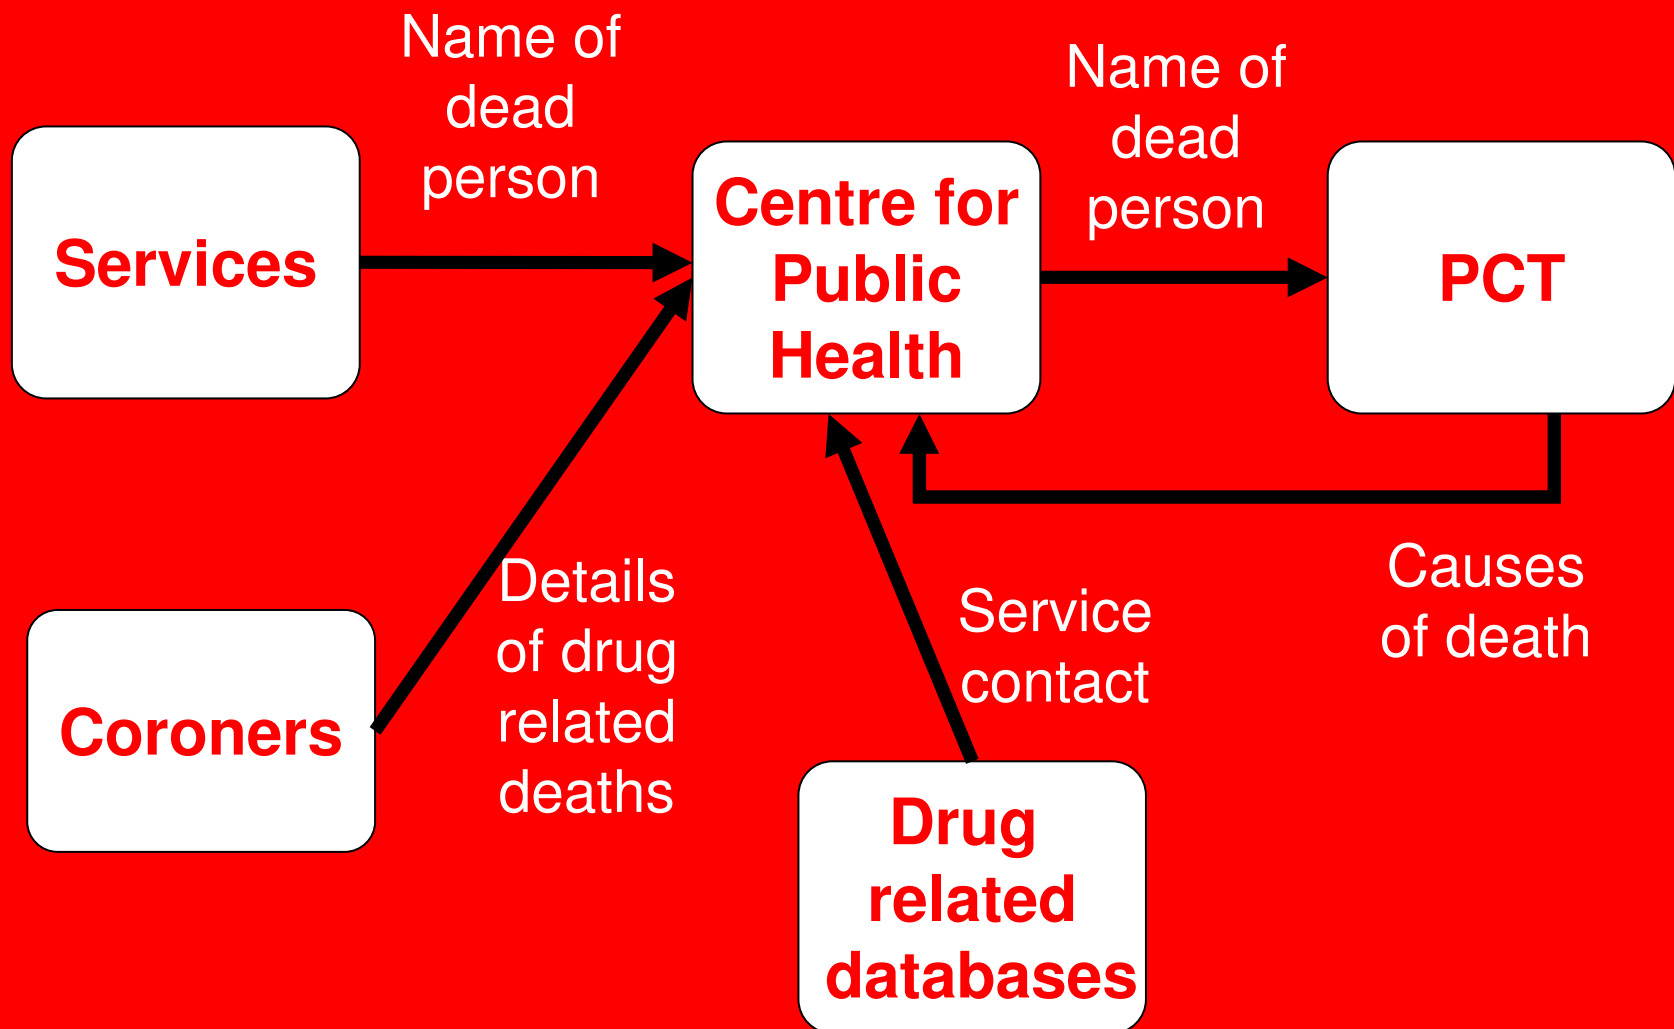 Name of
dead
person
Name of
dead
person
Services
Centre for
Public
Health
PCT
Details
of drug
related
deaths
Service
contact
Causes
of death
Coroners
Drug
related
databases